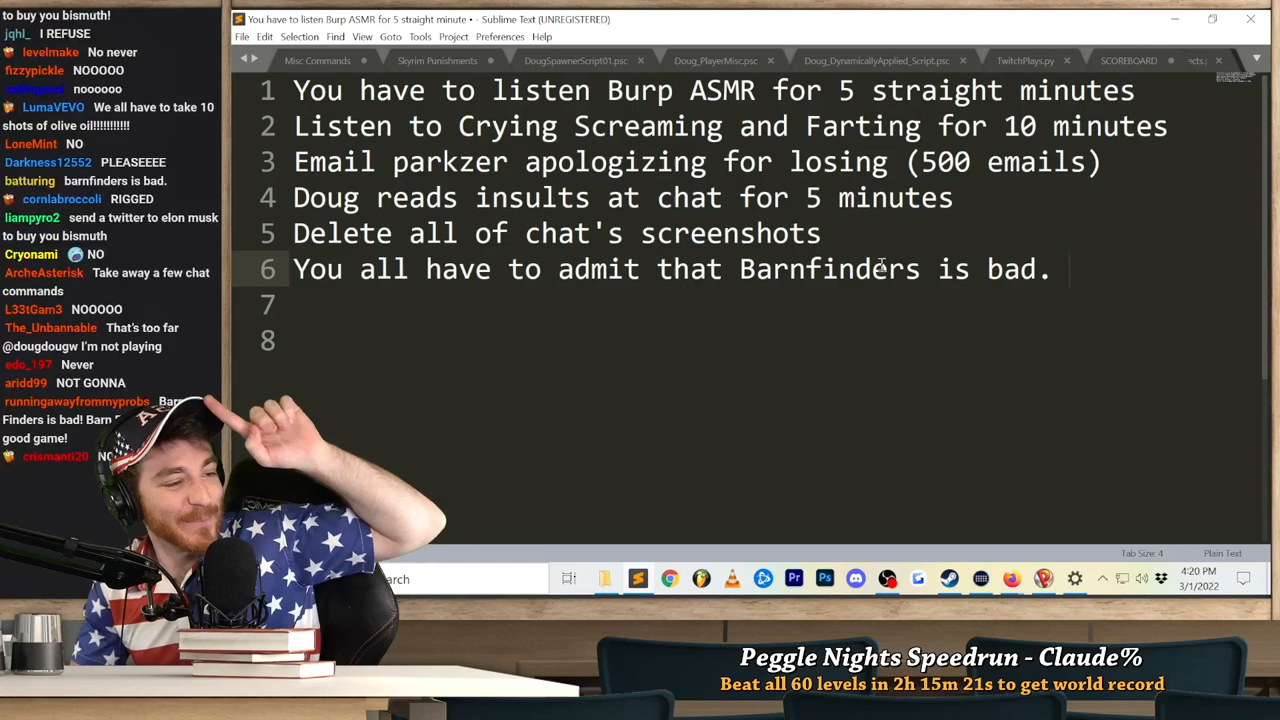 to buy you bismuth!
jqhl_ I REFUSE
levelmake No never
fizzypickle NOOOOO
noooooo
LumaVEVO We all have to take 10
shots of olive oil!!!!!!!!!!!
LoneMint NO
Darkness12552 PLEASEEEE
batturing barnfinders is bad.
cornlabroccoli RIGGED
liampyro2 send a twitter to elon musk
to buy you bismuth
Cryonami NO
ArcheAsterisk Take away a few chat
commands
L33tGam3 NOOOOO
The_Unbannable That's too far
@dougdougw I'm not playing
edo_197 Never
aridd99 NOT GONNA
runningawayfrommyprobs_ Barn
Finders is bad! Barn
good game!
crismanti20
You have to listen Burp ASMR for 5 straight minute • - Sublime Text (UNREGISTERED)
File Edit Selection Find View Goto Tools Project Preferences Help
Misc Commands Skyrim Punishments DougSpawnerScript01.psc Doug_PlayerMisc.psc Doug_DynamicallyApplied_Script.psc TwitchPlays.py SCOREBOARD ects.j
1 You have to listen Burp ASMR for 5 straight minutes
2 Listen to Crying Screaming and Farting for 10 minutes
3 Email parkzer apologizing for losing (500 emails)
4 Doug reads insults at chat for 5 minutes
5 Delete all of chat's screenshots
6 You all have to admit that Barnfinders is bad.
7
8
Tab Size: 4 Plain Text
arch
4:20 PM
3/1/2022
Peggle Nights Speedrun - Claude%
Beat all 60 levels in 2h 15m 21s to get world record